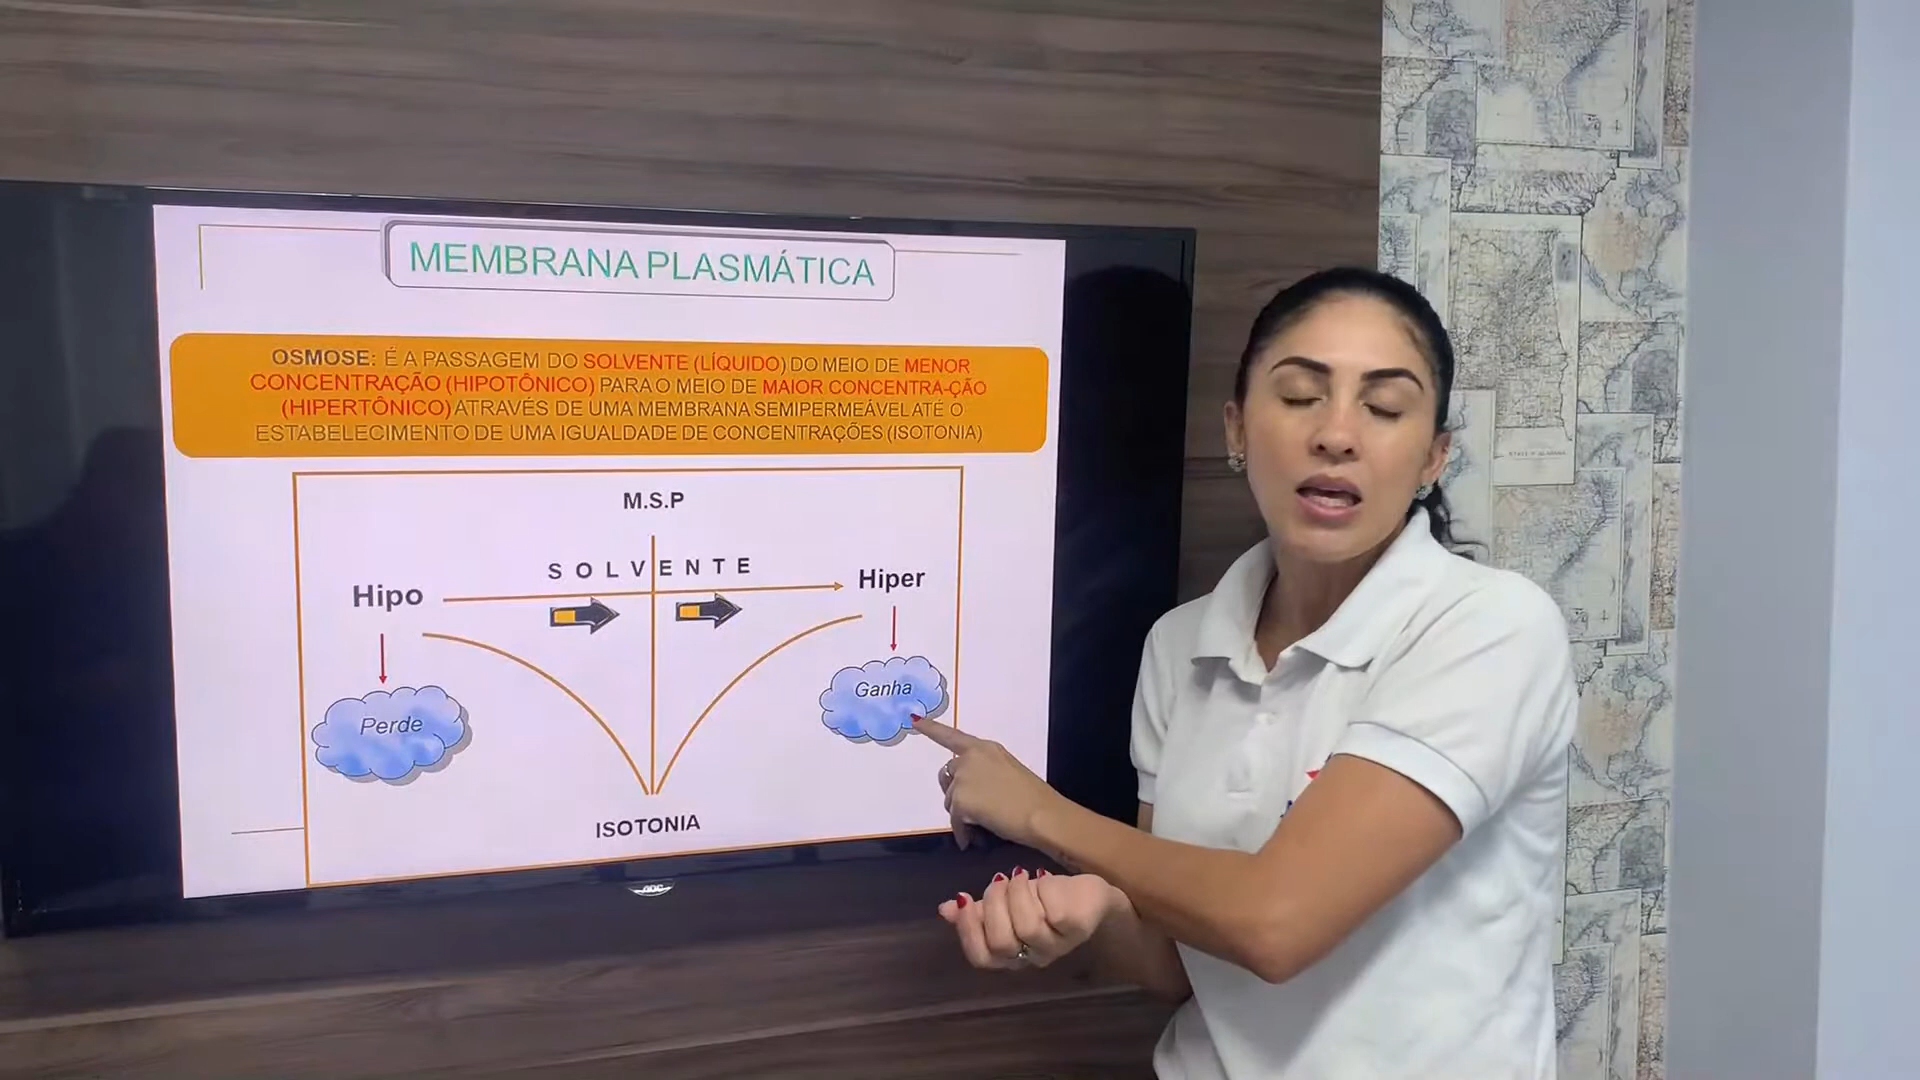 MEMBRANA PLASMÁTICA
OSMOSE: É A PASSAGEM DO SOLVENTE (LÍQUIDO) DO MEIO DE MENOR
CONCENTRAÇÃO (HIPOTÔNICO) PARA O MEIO DE MAIOR CONCENTRA-ÇÃO
(HIPERTÔNICO) ATRAVÉS DE UMA MEMBRANA SEMIPERMEÁVEL ATÉ O
ESTABELECIMENTO DE UMA IGUALDADE DE CONCENTRAÇÕES (ISOTONIA)
M.S.P
SOLVENTE
Hipo
Hiper
Perde
Ganha
ISOTONIA
AOC